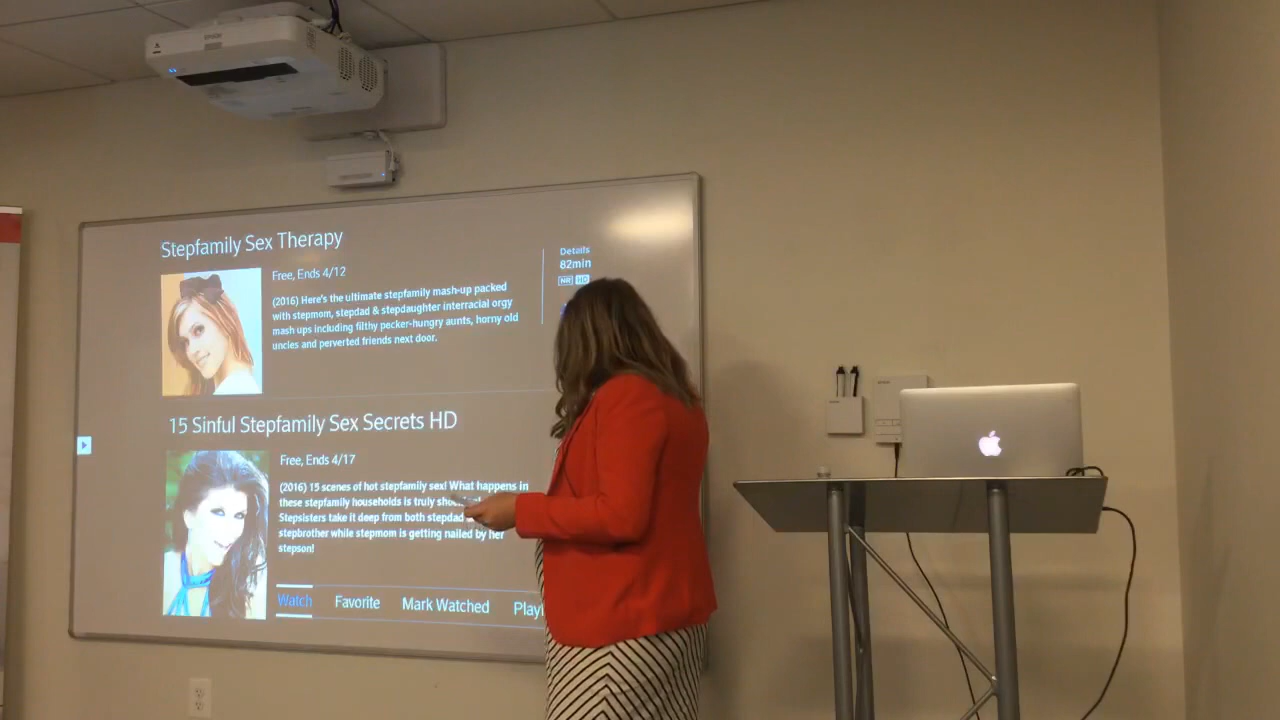 EPSON
Stepfamily Sex Therapy
Free, Ends 4/12
(2016) Here's the ultimate stepfamily mash-up packed
with stepmom, stepdad & stepdaughter interracial orgy
mash ups including filthy pecker-hungry aunts, horny old
uncles and perverted friends next door.
Details
82min
NR HD
15 Sinful Stepfamily Sex Secrets HD
Free, Ends 4/17
(2016) 15 scenes of hot stepfamily sex! What happens in
these stepfamily households is truly
Stepsisters take it deep from both stepdad
stepbrother while stepmom is getting nailed by her
stepson!
Watch Favorite Mark Watched